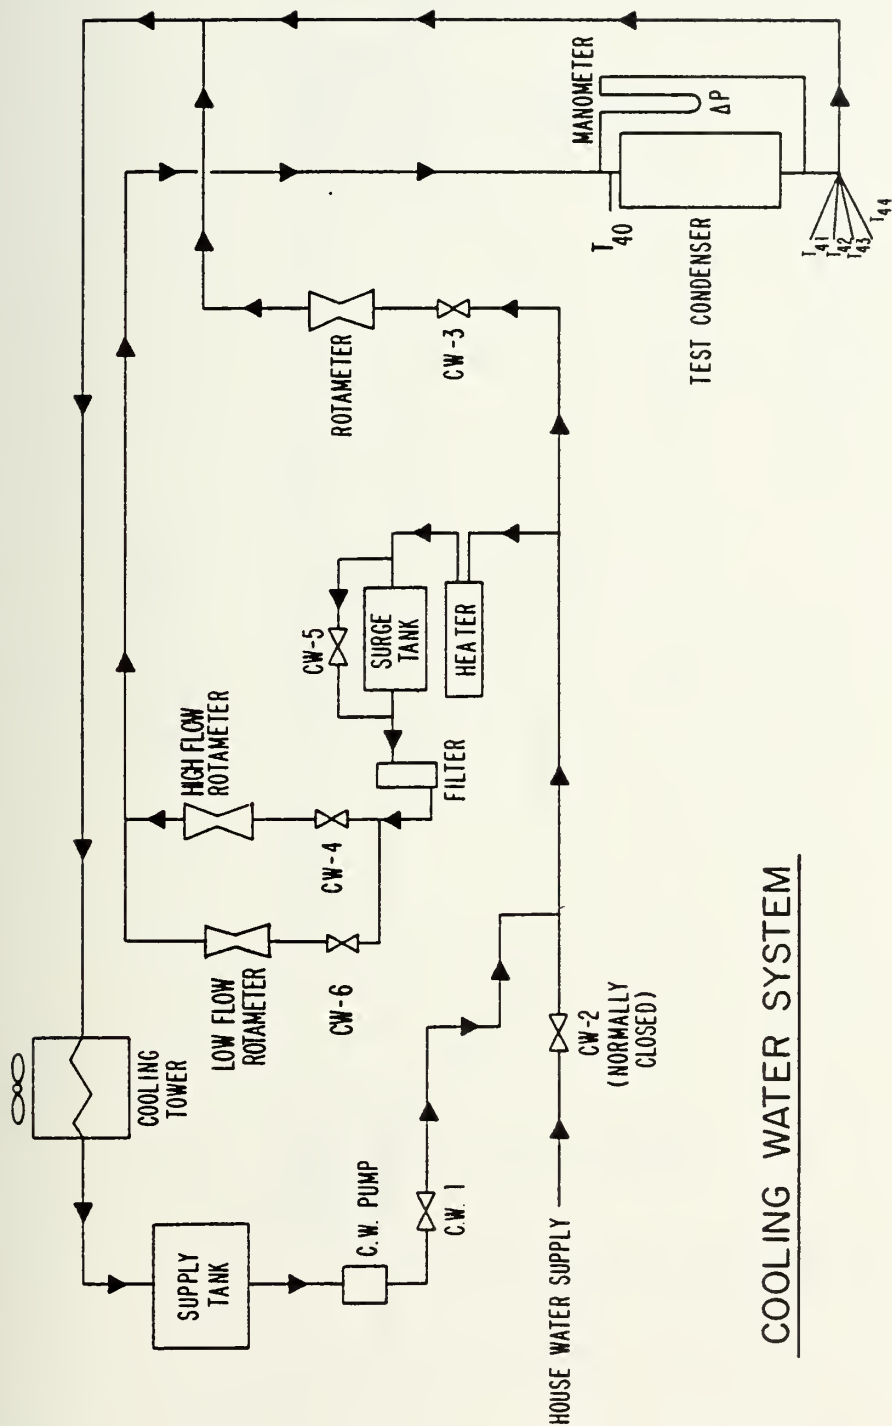 COOLING
TOWER
SUPPLY
TANK
C.W. PUMP
C.W. 1
HOUSE WATER SUPPLY
CW-2
(NORMALLY
CLOSED)
LOW FLOW
ROTAMETER
CW-6
HIGH FLOW
ROTAMETER
CW-4
FILTER
CW-5
SURGE
TANK
HEATER
ROTAMETER
CW-3
MANOMETER
ΔP
T40
TEST CONDENSER
T41
T42
T43
T44
COOLING WATER SYSTEM